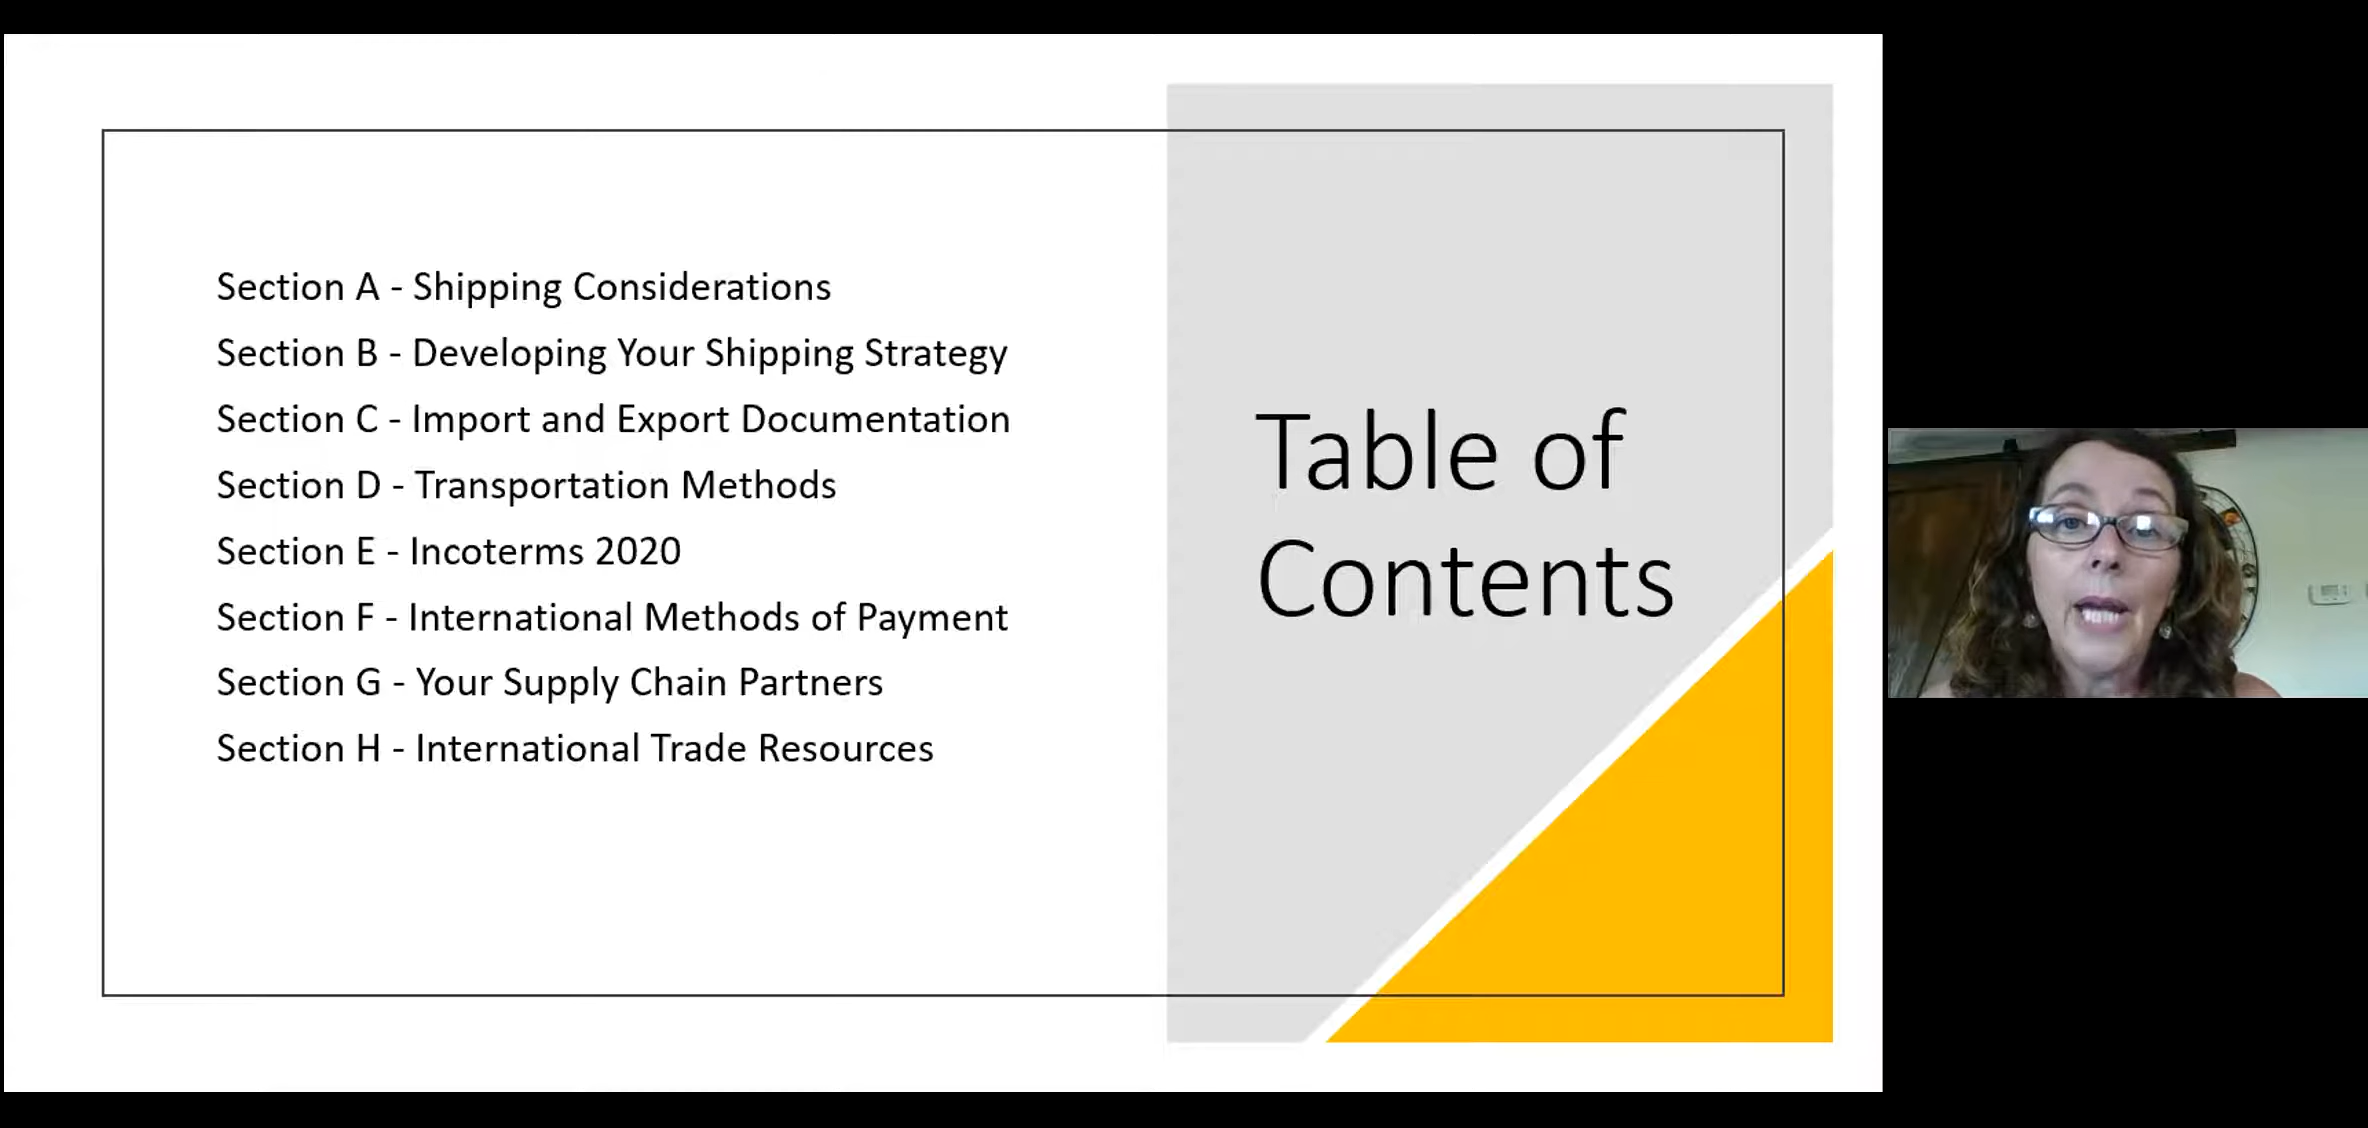 Section A - Shipping Considerations
Section B - Developing Your Shipping Strategy
Section C - Import and Export Documentation
Section D - Transportation Methods
Section E - Incoterms 2020
Section F - International Methods of Payment
Section G - Your Supply Chain Partners
Section H - International Trade Resources
Table of
Contents